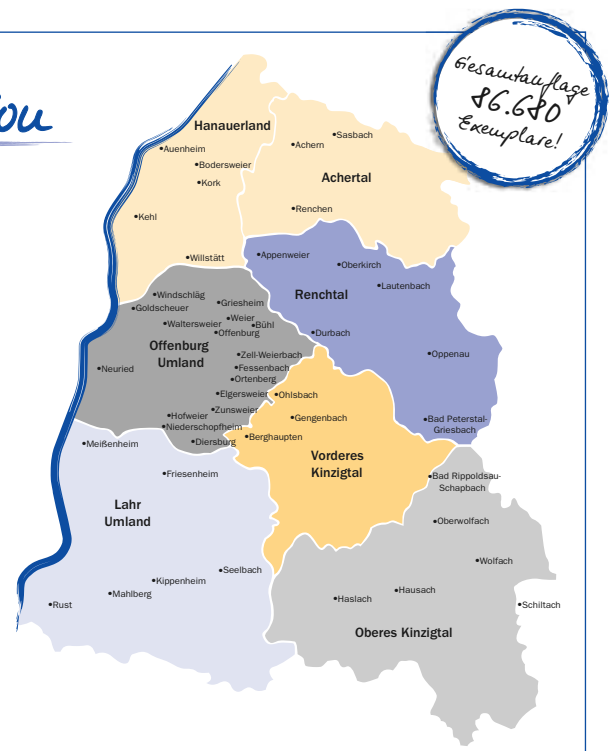 Gesamtauflage
86.680
Exemplare!
Hanauerland
•Auenheim
•Bodersweier
•Kork
•Kehl
•Willstätt
•Sasbach
•Achern
Achertal
•Renchen
•Appenweier
•Oberkirch
•Lautenbach
Renchtal
•Durbach
•Oppenau
•Bad Peterstal-
Griesbach
•Windschläg
•Goldscheuer
•Griesheim
•Weier
•Waltersweier
•Bühl
•Offenburg
Offenburg
Umland
•Zell-Weierbach
•Neuried
•Fessenbach
•Ortenberg
•Elgersweier
•Zunsweier
•Hofweier
•Niederschopfheim
•Diersburg
•Ohlsbach
•Gengenbach
•Berghaupten
Vorderes
Kinzigtal
•Meißenheim
•Friesenheim
Lahr
Umland
•Seelbach
•Kippenheim
•Mahlberg
•Rust
•Bad Rippoldsau-
Schapbach
•Oberwolfach
•Wolfach
•Hausach
•Haslach
•Schiltach
Oberes Kinzigtal